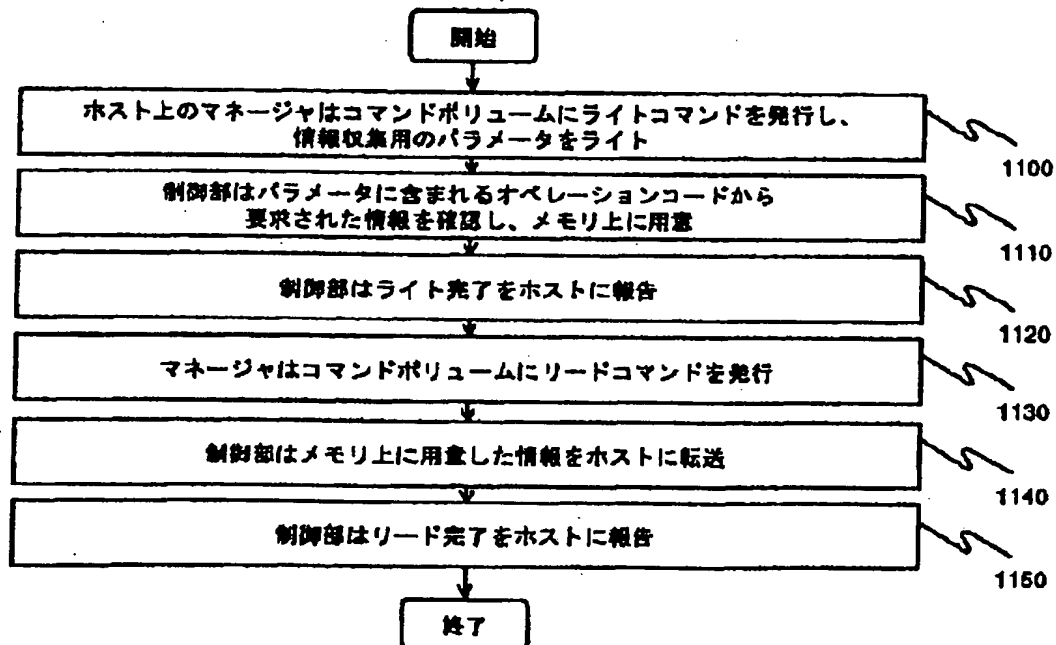 開始
ホスト上のマネージャはコマンドボリュームにライトコマンドを発行し、
情報収集用のパラメータをライト
1100
制御部はパラメータに含まれるオペレーションコードから
要求された情報を確認し、メモリ上に用意
1110
制御部はライト完了をホストに報告
1120
マネージャはコマンドボリュームにリードコマンドを発行
1130
制御部はメモリ上に用意した情報をホストに転送
1140
制御部はリード完了をホストに報告
1150
終了